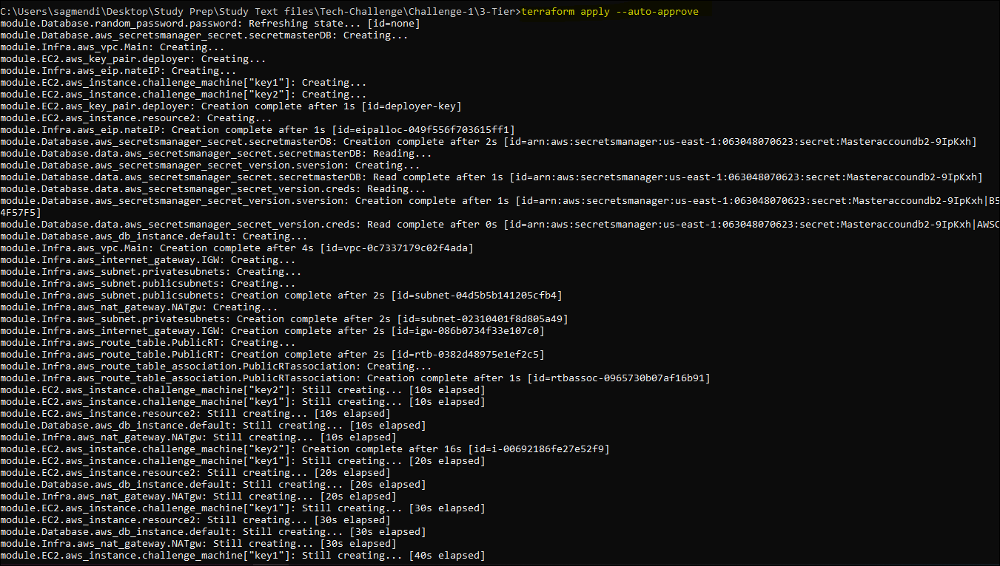 C:\Users\sagmendi\Desktop\Study Prep\Study Text files\Tech-Challenge\Challenge-1\3-Tier>terraform apply --auto-approve
module.Database.random_password.password: Refreshing state... [id=none]
module.Database.aws_secretsmanager_secret.secretmasterDB: Creating...
module.Infra.aws_vpc.Main: Creating...
module.EC2.aws_key_pair.deployer: Creating...
module.Infra.aws_eip.nateIP: Creating...
module.EC2.aws_instance.challenge_machine["key1"]: Creating...
module.EC2.aws_instance.challenge_machine["key2"]: Creating...
module.EC2.aws_key_pair.deployer: Creation complete after 1s [id=deployer-key]
module.EC2.aws_instance.resource2: Creating...
module.Infra.aws_eip.nateIP: Creation complete after 1s [id=eipalloc-049f556f703615ff1]
module.Database.aws_secretsmanager_secret.secretmasterDB: Creation complete after 2s [id=arn:aws:secretsmanager:us-east-1:063048070623:secret:Masteraccoundb2-9IpKxh]
module.Database.data.aws_secretsmanager_secret.secretmasterDB: Reading...
module.Database.aws_secretsmanager_secret_version.sversion: Creating...
module.Database.data.aws_secretsmanager_secret.secretmasterDB: Read complete after 1s [id=arn:aws:secretsmanager:us-east-1:063048070623:secret:Masteraccoundb2-9IpKxh]
module.Database.data.aws_secretsmanager_secret_version.creds: Reading...
module.Database.aws_secretsmanager_secret_version.sversion: Creation complete after 1s [id=arn:aws:secretsmanager:us-east-1:063048070623:secret:Masteraccoundb2-9IpKxh|B5
4F57F5]
module.Database.data.aws_secretsmanager_secret_version.creds: Read complete after 0s [id=arn:aws:secretsmanager:us-east-1:063048070623:secret:Masteraccoundb2-9IpKxh|AWSC
module.Database.aws_db_instance.default: Creating...
module.Infra.aws_vpc.Main: Creation complete after 4s [id=vpc-0c7337179c02f4ada]
module.Infra.aws_internet_gateway.IGW: Creating...
module.Infra.aws_subnet.privatesubnets: Creating...
module.Infra.aws_subnet.publicsubnets: Creating...
module.Infra.aws_subnet.publicsubnets: Creation complete after 2s [id=subnet-04d5b5b141205cfb4]
module.Infra.aws_nat_gateway.NATgw: Creating...
module.Infra.aws_subnet.privatesubnets: Creation complete after 2s [id=subnet-02310401f8d805a49]
module.Infra.aws_internet_gateway.IGW: Creation complete after 2s [id=igw-086b0734f33e107c0]
module.Infra.aws_route_table.PublicRT: Creating...
module.Infra.aws_route_table.PublicRT: Creation complete after 2s [id=rtb-0382d48975e1ef2c5]
module.Infra.aws_route_table_association.PublicRTassociation: Creating...
module.Infra.aws_route_table_association.PublicRTassociation: Creation complete after 1s [id=rtbassoc-0965730b07af16b91]
module.EC2.aws_instance.challenge_machine["key2"]: Still creating... [10s elapsed]
module.EC2.aws_instance.challenge_machine["key1"]: Still creating... [10s elapsed]
module.EC2.aws_instance.resource2: Still creating... [10s elapsed]
module.Database.aws_db_instance.default: Still creating... [10s elapsed]
module.Infra.aws_nat_gateway.NATgw: Still creating... [10s elapsed]
module.EC2.aws_instance.challenge_machine["key2"]: Creation complete after 16s [id=i-00692186fe27e52f9]
module.EC2.aws_instance.challenge_machine["key1"]: Still creating... [20s elapsed]
module.EC2.aws_instance.resource2: Still creating... [20s elapsed]
module.Database.aws_db_instance.default: Still creating... [20s elapsed]
module.Infra.aws_nat_gateway.NATgw: Still creating... [20s elapsed]
module.EC2.aws_instance.challenge_machine["key1"]: Still creating... [30s elapsed]
module.EC2.aws_instance.resource2: Still creating... [30s elapsed]
module.Database.aws_db_instance.default: Still creating... [30s elapsed]
module.Infra.aws_nat_gateway.NATgw: Still creating... [30s elapsed]
module.EC2.aws_instance.challenge_machine["key1"]: Still creating... [40s elapsed]